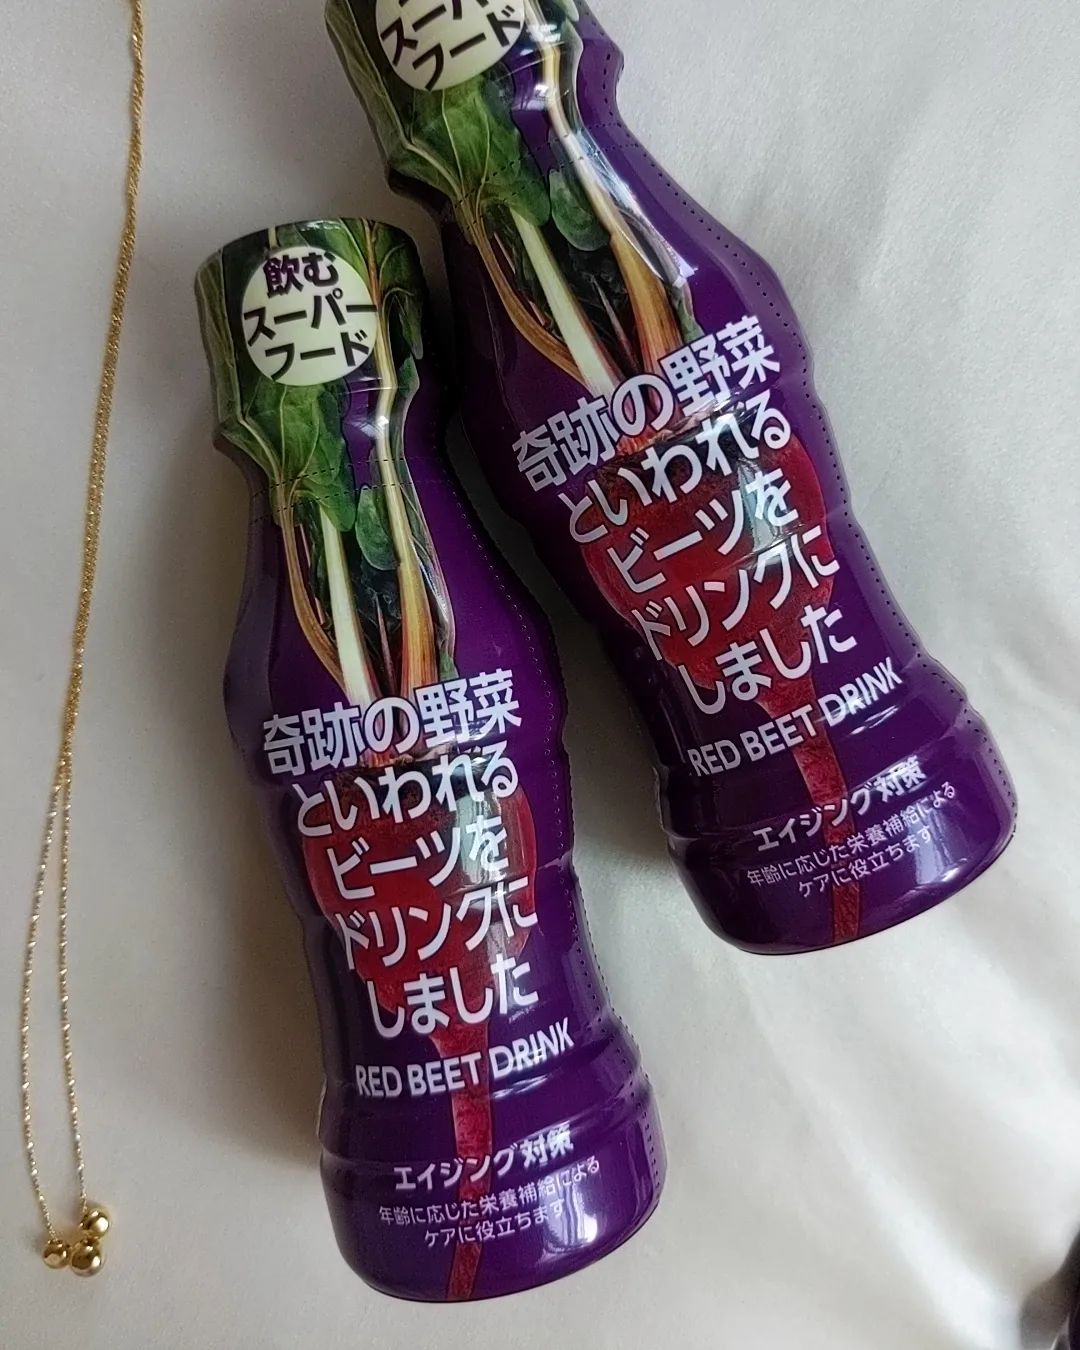 飲む
スーパー
フード
奇跡の野菜
といわれる
ビーツを
ドリンクに
しました
RED BEET DRINK
エイジング対策
年齢に応じた栄養補給による
ケアに役立ちます
スーパー
フード
奇跡の野菜
といわれる
ビーツを
ドリンクに
しました
RED BEET DRINK
エイジング対策
年齢に応じた栄養補給による
ケアに役立ちます